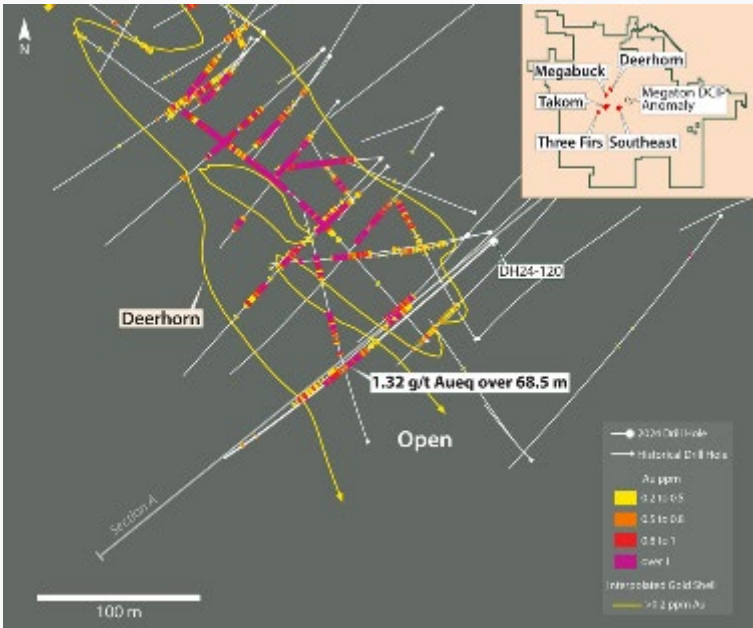 N
Deerhorn
Megabuck
Takom
Megaton DCIP
Anomaly
Three Firs
Southeast
DH24-120
Deerhorn
1.32 g/t Aueq over 68.5 m
Open
Section A
2024 Drill Hole
Historical Drill Hole
Au ppm
0.2 to 0.5
0.5 to 0.8
0.8 to 1
over 1
Interpolated Gold Shell
>0.2 ppm Au
100 m